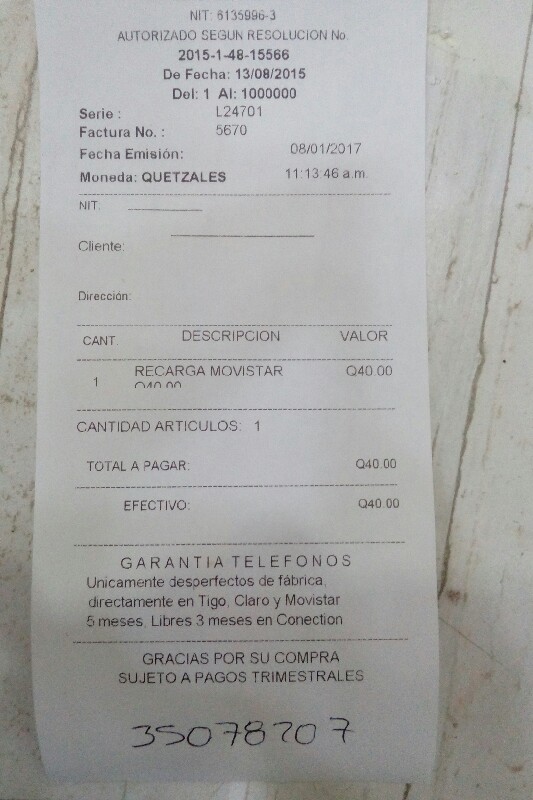 NIT: 6135996-3
AUTORIZADO SEGUN RESOLUCION No.
2015-1-48-15566
De Fecha: 13/08/2015
Del: 1 Al: 1000000
Serie : L24701
Factura No. : 5670
Fecha Emisión: 08/01/2017
Moneda: QUETZALES 11:13 46 a.m.
NIT:
Cliente:
Dirección:
CANT. DESCRIPCION VALOR
1 RECARGA MOVISTAR Q40.00
Q40.00
CANTIDAD ARTICULOS: 1
TOTAL A PAGAR: Q40.00
EFECTIVO: Q40.00
GARANTIA TELEFONOS
Unicamente desperfectos de fábrica,
directamente en Tigo, Claro y Movistar
5 meses, Libres 3 meses en Conection
GRACIAS POR SU COMPRA
SUJETO A PAGOS TRIMESTRALES
35078207